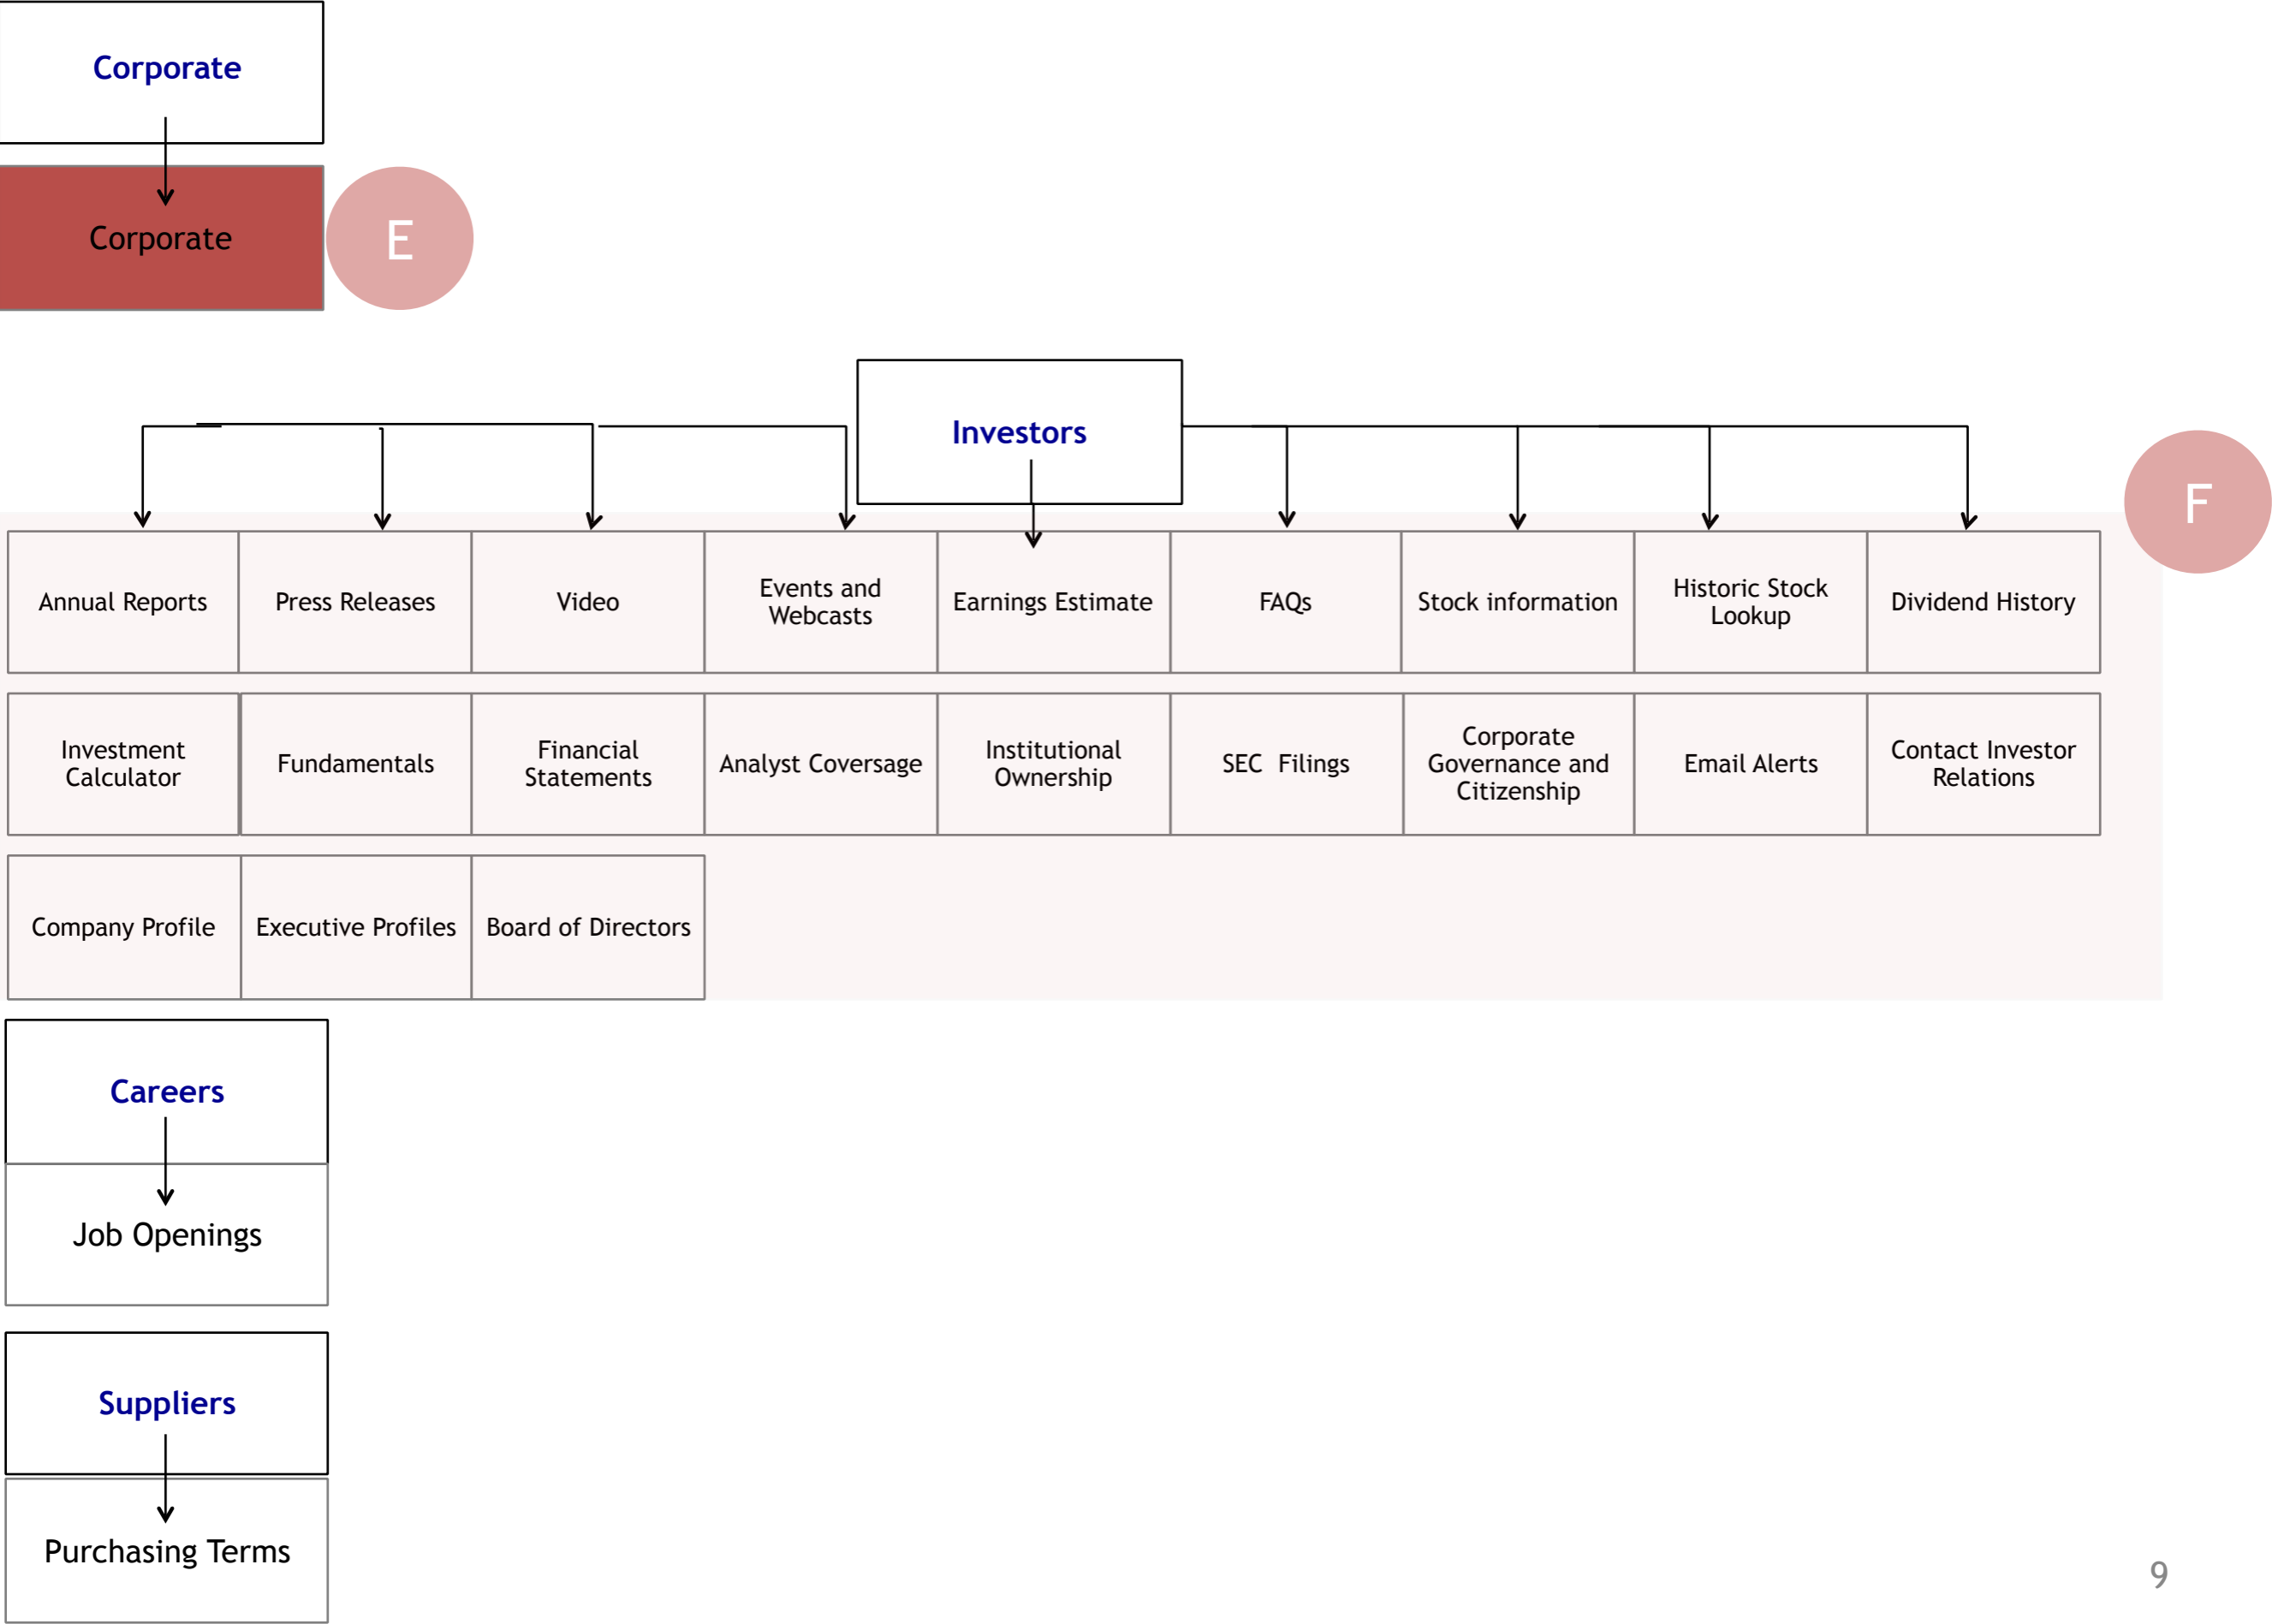 Corporate
Corporate
E
Investors
F
Annual Reports
Press Releases
Video
Events and
Webcasts
Earnings Estimate
FAQs
Stock information
Historic Stock
Lookup
Dividend History
Investment
Calculator
Fundamentals
Financial
Statements
Analyst Coversage
Institutional
Ownership
SEC  Filings
Corporate
Governance and
Citizenship
Email Alerts
Contact Investor
Relations
Company Profile
Executive Profiles
Board of Directors
Careers
Job Openings
Suppliers
Purchasing Terms
9